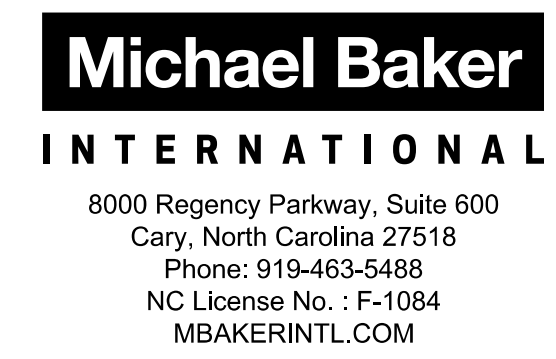 Michael Baker
INTERNATIONAL
8000 Regency Parkway, Suite 600
Cary, North Carolina 27518
Phone: 919-463-5488
NC License No. : F-1084
MBAKERINTL.COM